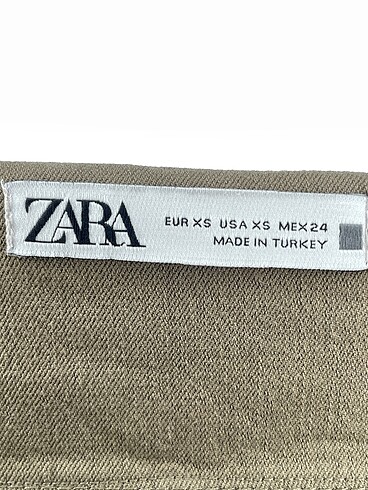 ZARA
EUR XS USA XS MEX 24
MADE IN TURKEY